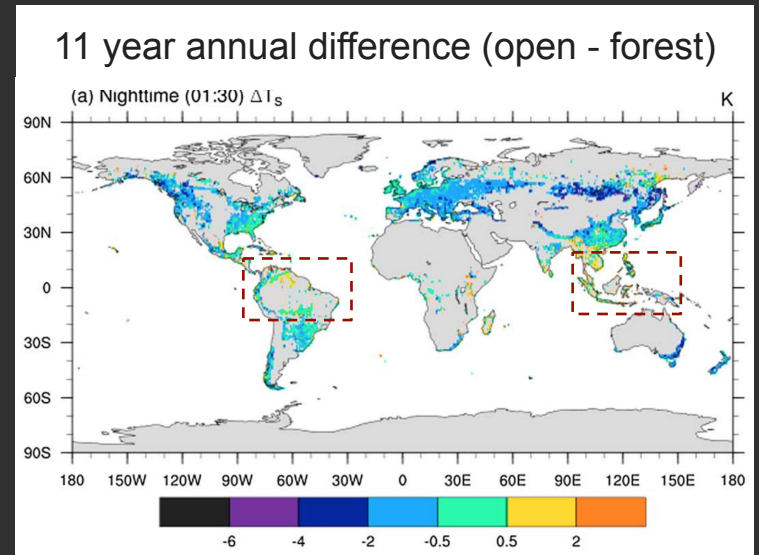 11 year annual difference (open - forest)
(a) Nighttime (01:30) ΔTs
K
90N
60N
30N
0
30S
60S
90S
180 150W 120W 90W 60W 30W 0 30E 60E 90E 120E 150E 180
-6 -4 -2 -0.5 0.5 2